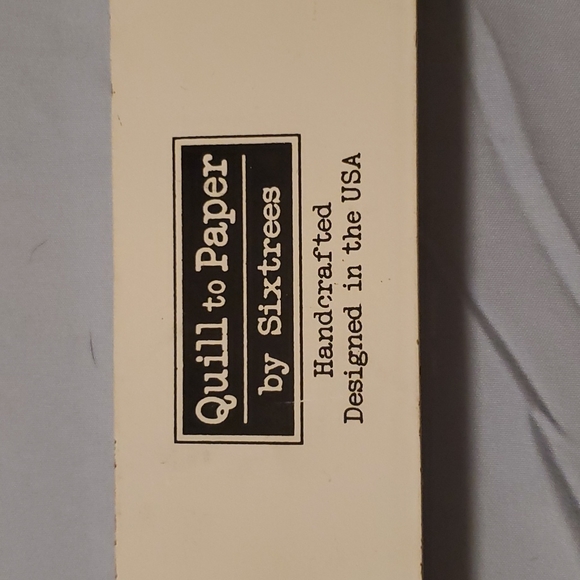 Quill to Paper
by Sixtrees
Handcrafted
Designed in the USA